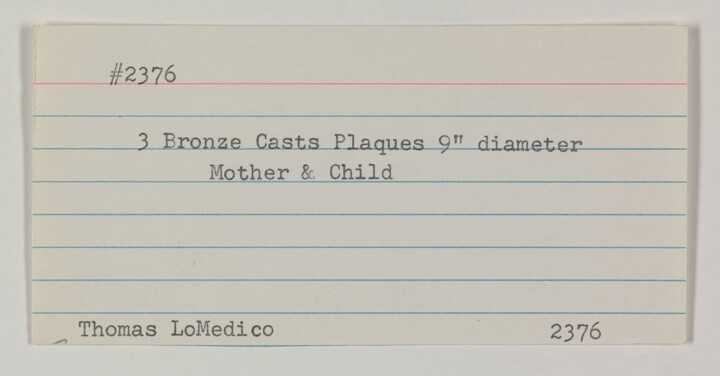 #2376
3 Bronze Casts Plaques 9" diameter
Mother & Child
Thomas LoMedico 2376